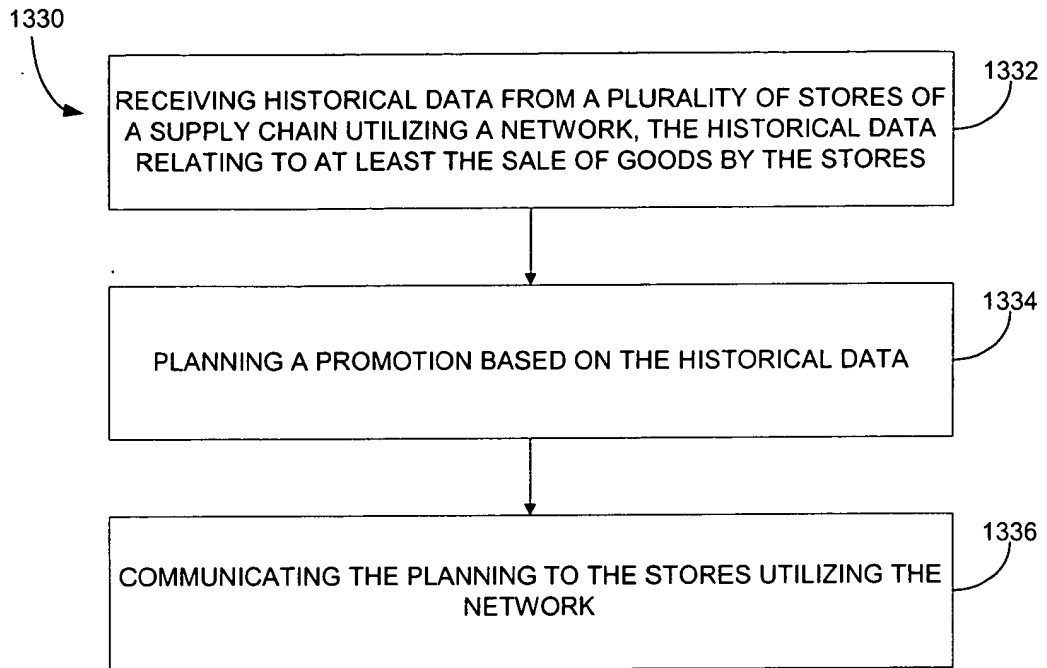 1330
1332
RECEIVING HISTORICAL DATA FROM A PLURALITY OF STORES OF
A SUPPLY CHAIN UTILIZING A NETWORK, THE HISTORICAL DATA
RELATING TO AT LEAST THE SALE OF GOODS BY THE STORES
1334
PLANNING A PROMOTION BASED ON THE HISTORICAL DATA
1336
COMMUNICATING THE PLANNING TO THE STORES UTILIZING THE
NETWORK